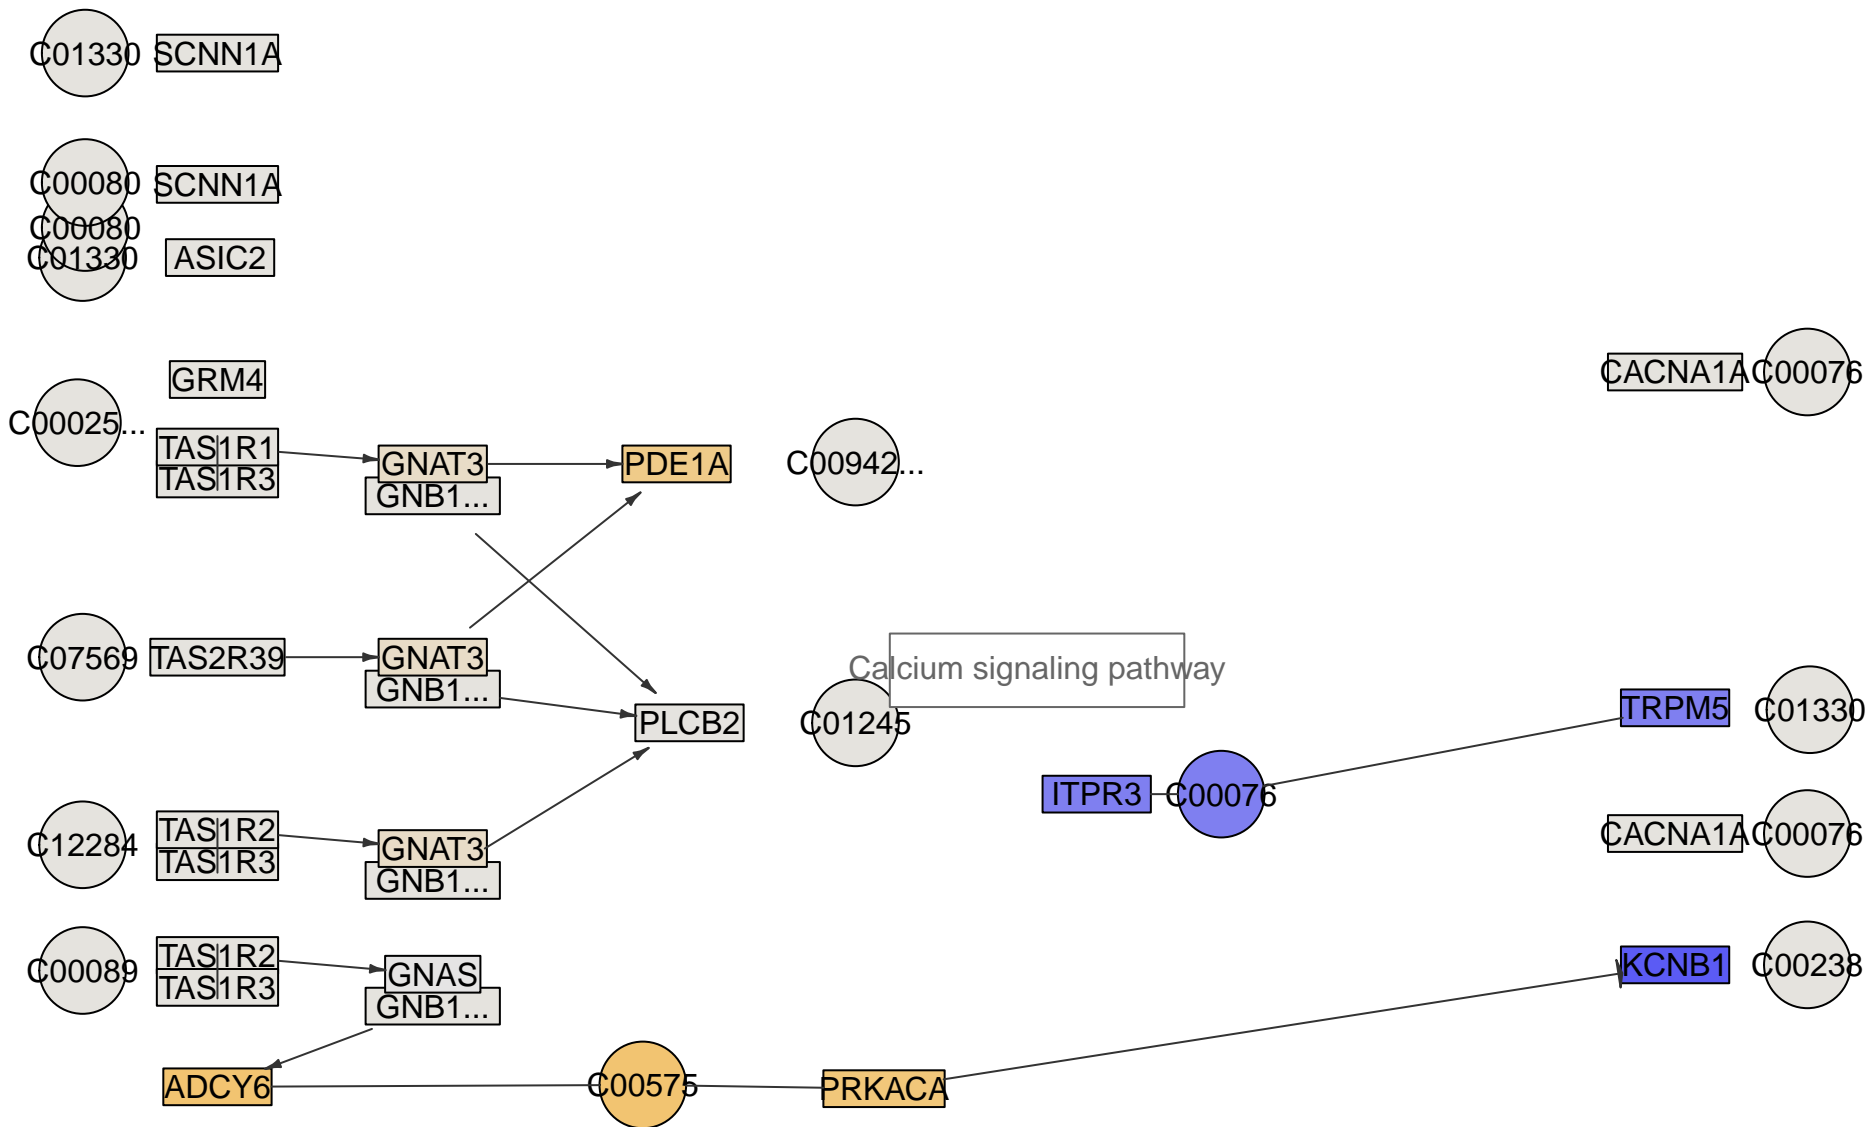 C01330 SCNN1A
C00080 SCNN1A
C00080
C01330 ASIC2
GRM4
CACNA1A C00076
C00025...
TAS1R1
GNAT3 PDE1A C00942...
TAS1R3
GNB1...
C07569 TAS2R39 GNAT3
Calcium signaling pathway
GNB1...
TRPM5 C01330
PLCB2 C01245
ITPR3 C00076
TAS1R2
CACNA1A C00076
C12284 GNAT3
TAS1R3
GNB1...
TAS1R2
C00089 GNAS
KCNB1 C00238
TAS1R3
GNB1...
ADCY6 C00575 PRKACA